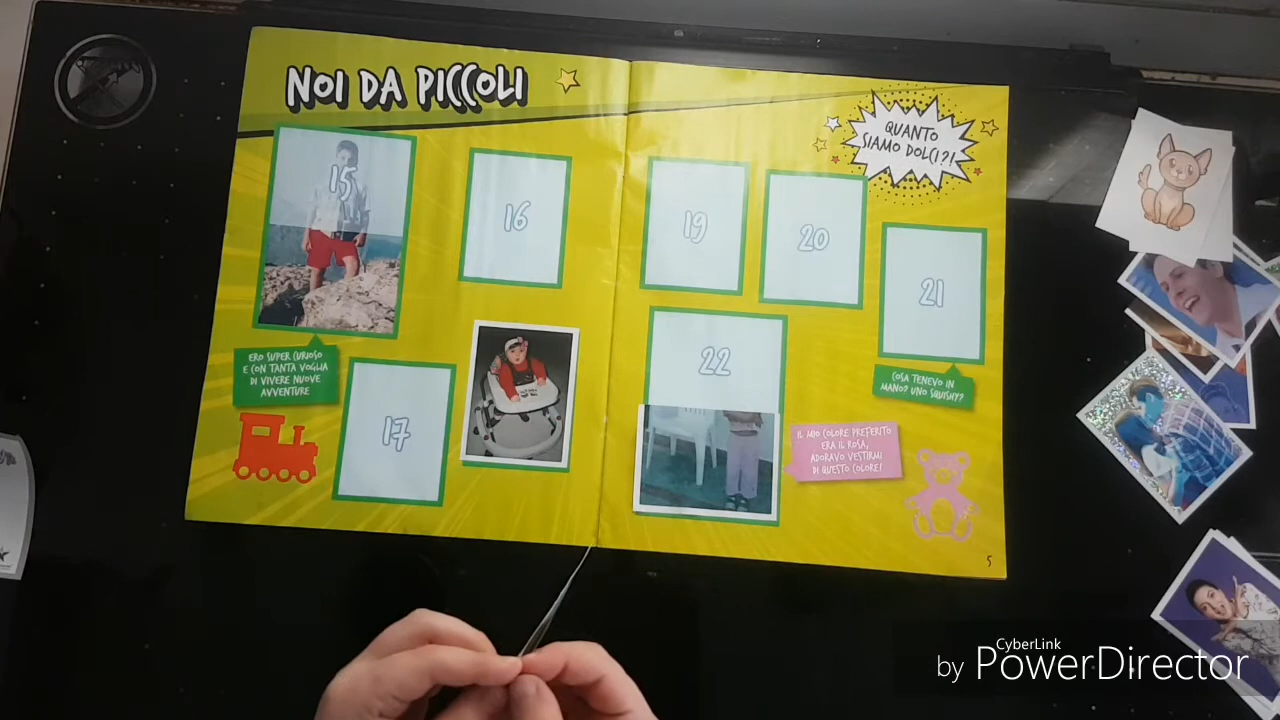 NOI DA PICCOLI
QUANTO
SIAMO DOLCI?!
15
16
19
20
21
22
17
ERO SUPER CURIOSO
E CON TANTA VOGLIA
DI VIVERE NUOVE
AVVENTURE
COSA TENEVO IN
MANO? UNO SQUISHY?
IL MIO COLORE PREFERITO
ERA IL ROSA,
ADORAVO VESTIRMI
DI QUESTO COLORE!
5
CyberLink
by PowerDirector